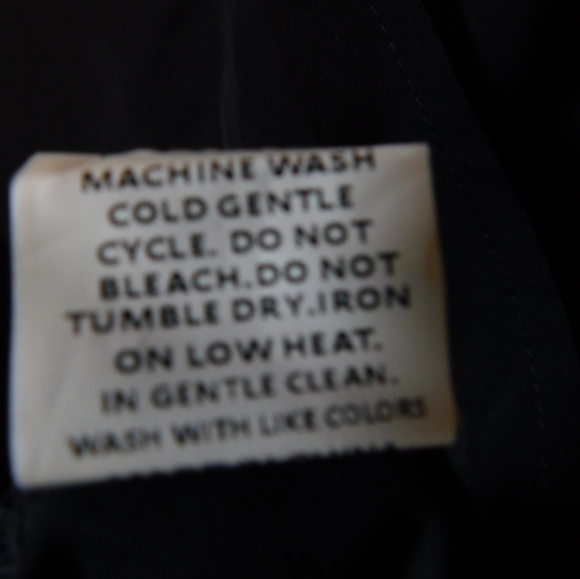 MACHINE WASH
COLD GENTLE
CYCLE. DO NOT
BLEACH.DO NOT
TUMBLE DRY.IRON
ON LOW HEAT.
IN GENTLE CLEAN.
WASH WITH LIKE COLORS